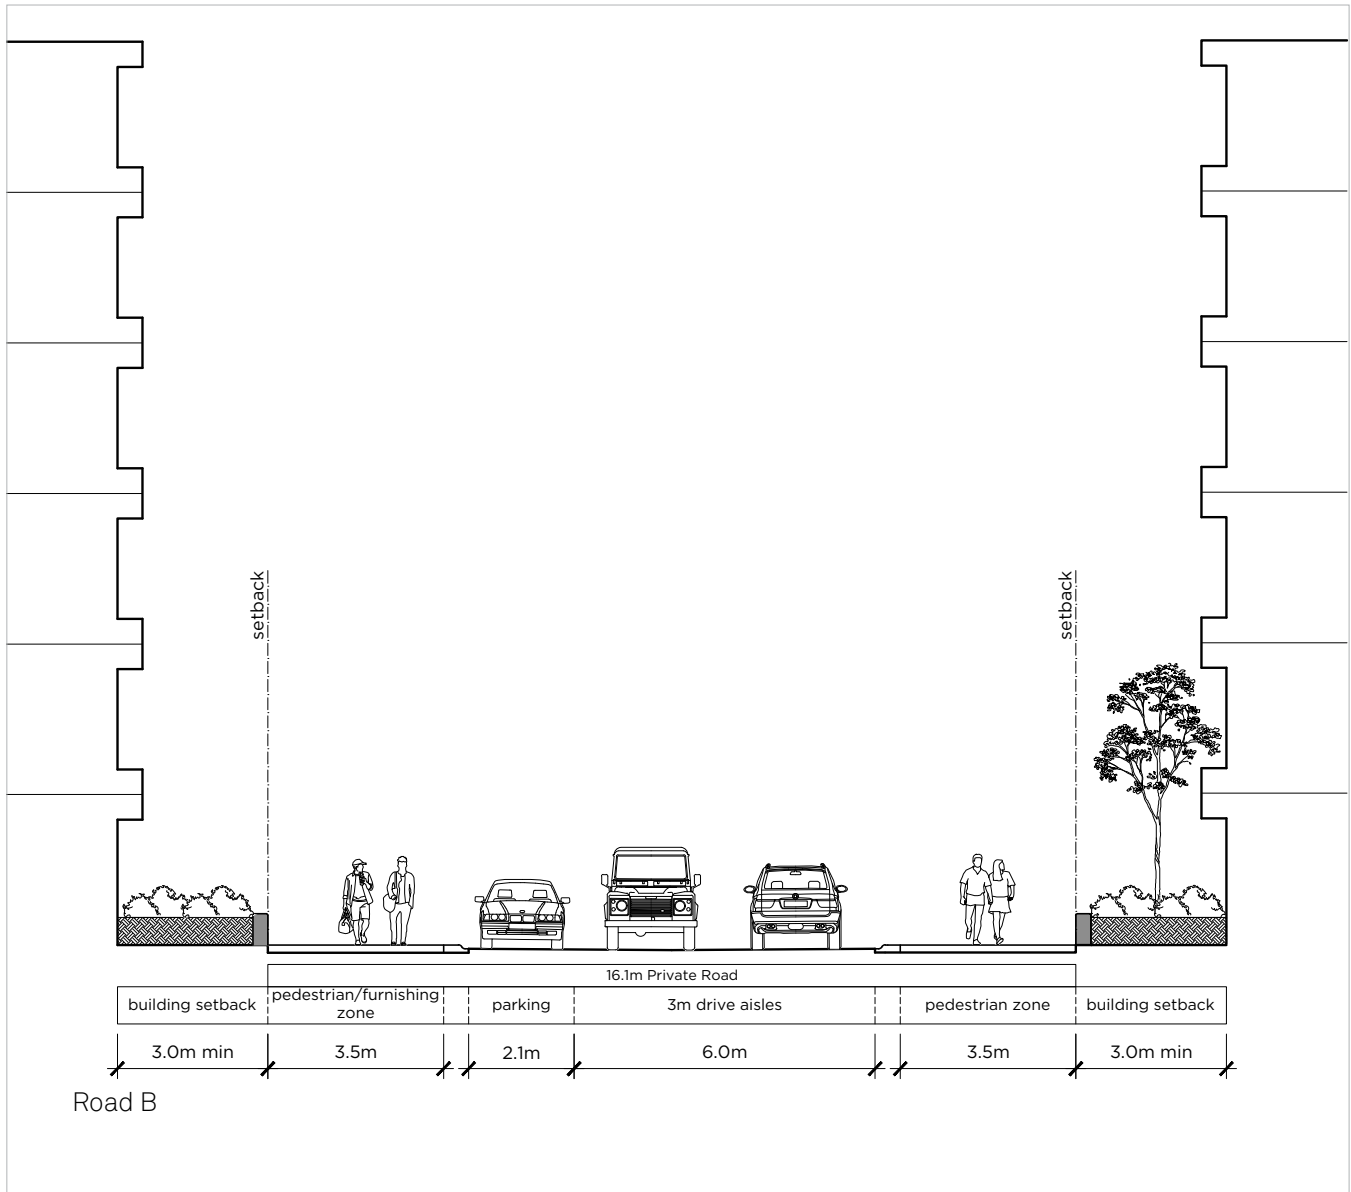 setback
setback
16.1m Private Road
building setback
pedestrian/furnishing
zone
parking
3m drive aisles
pedestrian zone
building setback
3.0m min
3.5m
2.1m
6.0m
3.5m
3.0m min
Road B